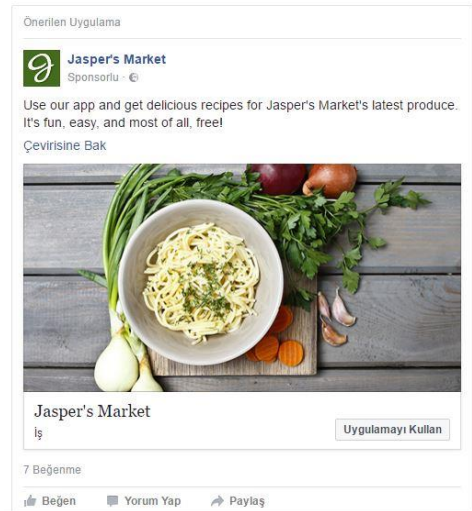 Önerilen Uygulama
Jasper's Market
Sponsorlu ·
Use our app and get delicious recipes for Jasper's Market's latest produce.
It's fun, easy, and most of all, free!
Çevirisine Bak
Jasper's Market
İş
Uygulamayı Kullan
7 Beğenme
Beğen Yorum Yap Paylaş